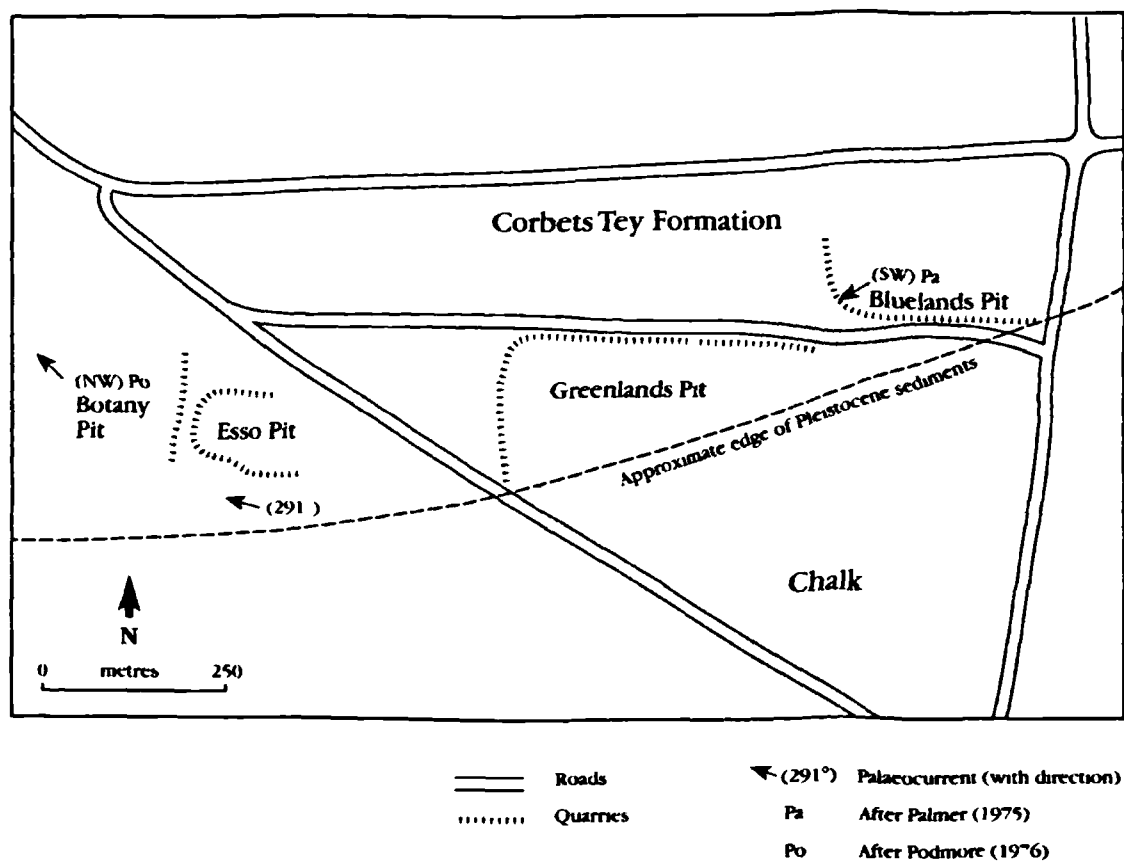 Corbets Tey Formation
(SW) Pa
Bluelands Pit
(NW) Po
Botany
Pit
Esso Pit
Greenlands Pit
Approximate edge of Pleistocene sediments
(291 )
Chalk
N
0 metres 250
Roads
(291°) Palaeocurrent (with direction)
Quarries
Pa After Palmer (1975)
Po After Podmore (1976)